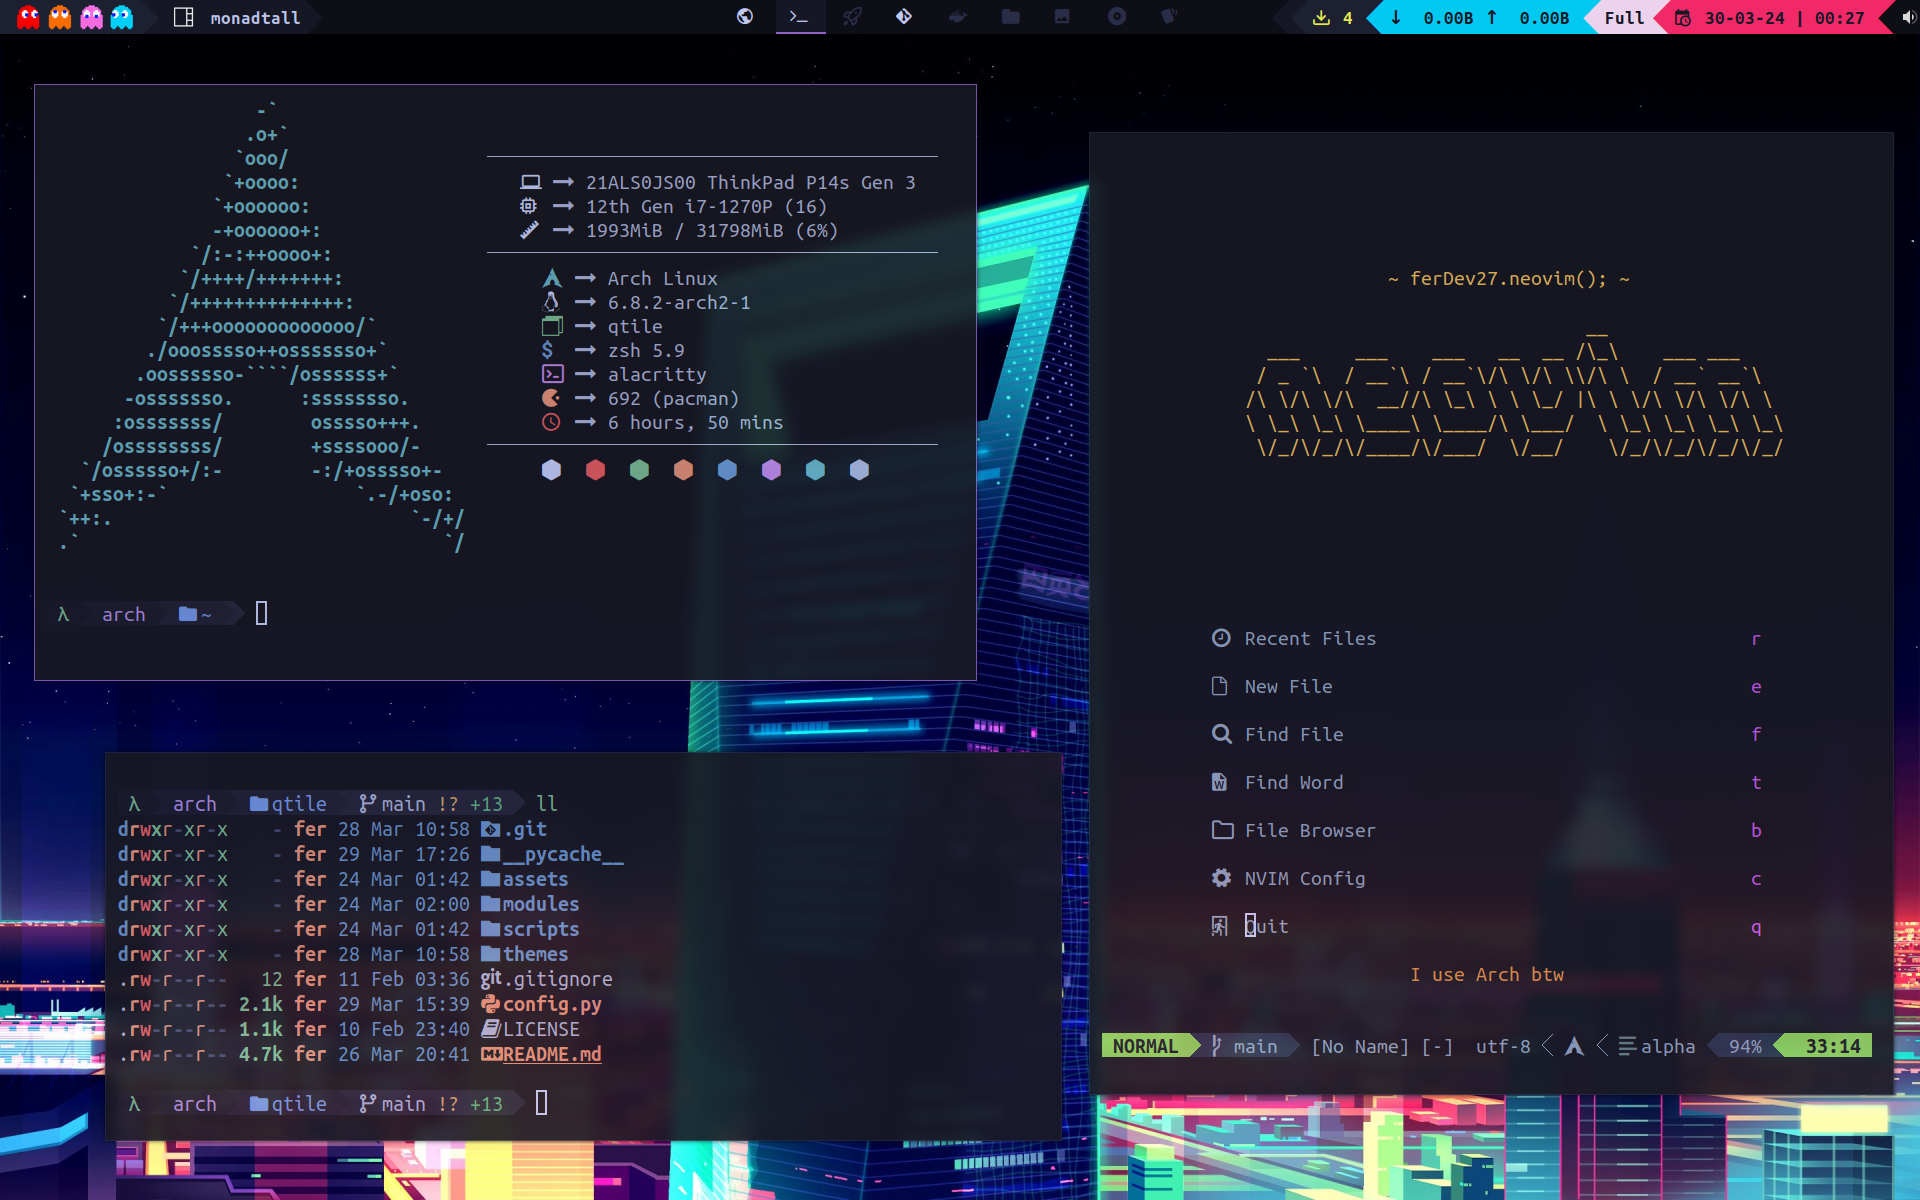 monadtall
4
↓ 0.00B ↑ 0.00B
Full
30-03-24 | 00:27
-`
.o+`
`ooo/
`+oooo:
`+oooooo:
-+oooooo+:
`/:-:++oooo+:
`/++++/+++++++:
`/++++++++++++++:
`/+++ooooooooooooo/`
./ooosssso++osssssso+`
.oossssso-````/ossssss+`
-osssssso. :ssssssso.
:osssssss/ osssso+++.
/ossssssss/ +ssssooo/-
`/ossssso+/:- -:/+osssso+-
`+sso+:-` `.-/+oso:
`++:. `-/+/
.` `/
21ALS0JS00 ThinkPad P14s Gen 3
12th Gen i7-1270P (16)
1993MiB / 31798MiB (6%)
Arch Linux
6.8.2-arch2-1
qtile
$ zsh 5.9
alacritty
692 (pacman)
6 hours, 50 mins
λ arch ~
λ arch qtile main !? +13 ll
drwxr-xr-x - fer 28 Mar 10:58 .git
drwxr-xr-x - fer 29 Mar 17:26 __pycache__
drwxr-xr-x - fer 24 Mar 01:42 assets
drwxr-xr-x - fer 24 Mar 02:00 modules
drwxr-xr-x - fer 24 Mar 01:42 scripts
drwxr-xr-x - fer 28 Mar 10:58 themes
.rw-r--r-- 12 fer 11 Feb 03:36 git .gitignore
.rw-r--r-- 2.1k fer 29 Mar 15:39 config.py
.rw-r--r-- 1.1k fer 10 Feb 23:40 LICENSE
.rw-r--r-- 4.7k fer 26 Mar 20:41 README.md
λ arch qtile main !? +13
~ ferDev27.neovim(); ~
neovim
Recent Files r
New File e
Find File f
Find Word t
File Browser b
NVIM Config c
Quit q
I use Arch btw
NORMAL main [No Name] [-] utf-8 alpha 94% 33:14